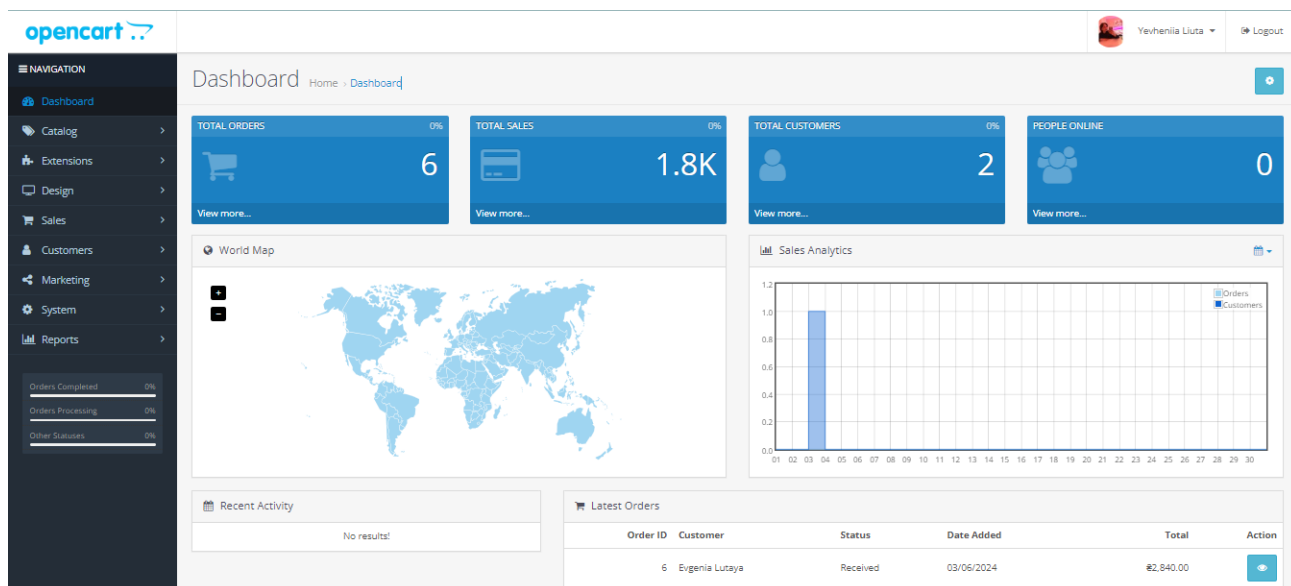 opencart
Yevheniia Liuta
Logout
NAVIGATION
Dashboard
Catalog
Extensions
Design
Sales
Customers
Marketing
System
Reports
Orders Completed 0%
Orders Processing 0%
Other Statuses 0%
Dashboard Home › Dashboard
TOTAL ORDERS 0%
6
View more...
TOTAL SALES 0%
1.8K
View more...
TOTAL CUSTOMERS 0%
2
View more...
PEOPLE ONLINE
0
View more...
World Map
+
−
Sales Analytics
Orders
Customers
1.2
1.0
0.8
0.6
0.4
0.2
0.0
01 02 03 04 05 06 07 08 09 10 11 12 13 14 15 16 17 18 19 20 21 22 23 24 25 26 27 28 29 30
Recent Activity
No results!
Latest Orders
Order ID Customer Status Date Added Total Action
6 Evgenia Lutaya Received 03/06/2024 ₴2,840.00